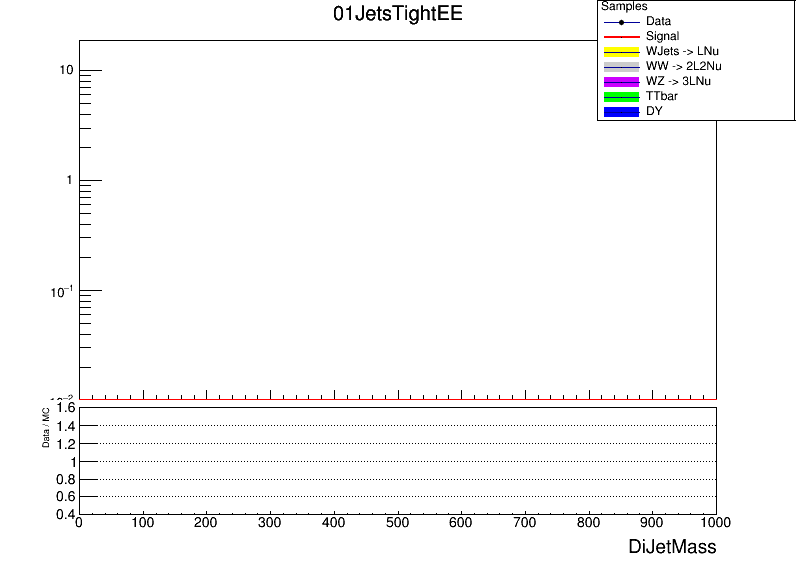 01JetsTightEE
Samples
Data
Signal
WJets -> LNu
WW -> 2L2Nu
WZ -> 3LNu
TTbar
DY
10
1
10⁻¹
Data / MC
1.6
1.4
1.2
1
0.8
0.6
0.4
0 100 200 300 400 500 600 700 800 900 1000
DiJetMass